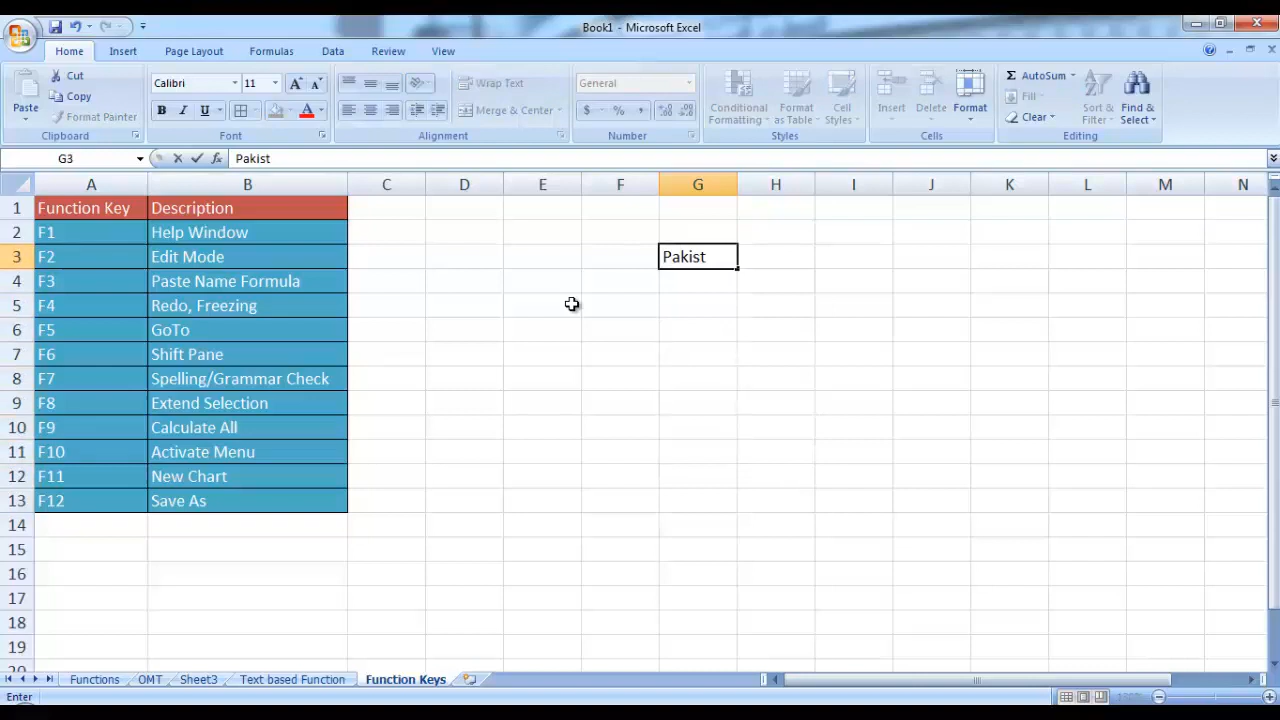 Book1 - Microsoft Excel
Home Insert Page Layout Formulas Data Review View
Paste
Cut
Copy
Format Painter
Clipboard
Calibri 11
B I U
Font
Wrap Text
Merge & Center
Alignment
General
$ % ,
Number
Conditional Formatting
Format as Table
Cell Styles
Styles
Insert Delete Format
Cells
AutoSum
Fill
Clear
Sort & Filter
Find & Select
Editing
G3 fx Pakist
A B C D E F G H I J K L M N
1 Function Key Description
2 F1 Help Window
3 F2 Edit Mode Pakist
4 F3 Paste Name Formula
5 F4 Redo, Freezing
6 F5 GoTo
7 F6 Shift Pane
8 F7 Spelling/Grammar Check
9 F8 Extend Selection
10 F9 Calculate All
11 F10 Activate Menu
12 F11 New Chart
13 F12 Save As
14
15
16
17
18
19
20
Functions OMT Sheet3 Text based Function Function Keys
Enter